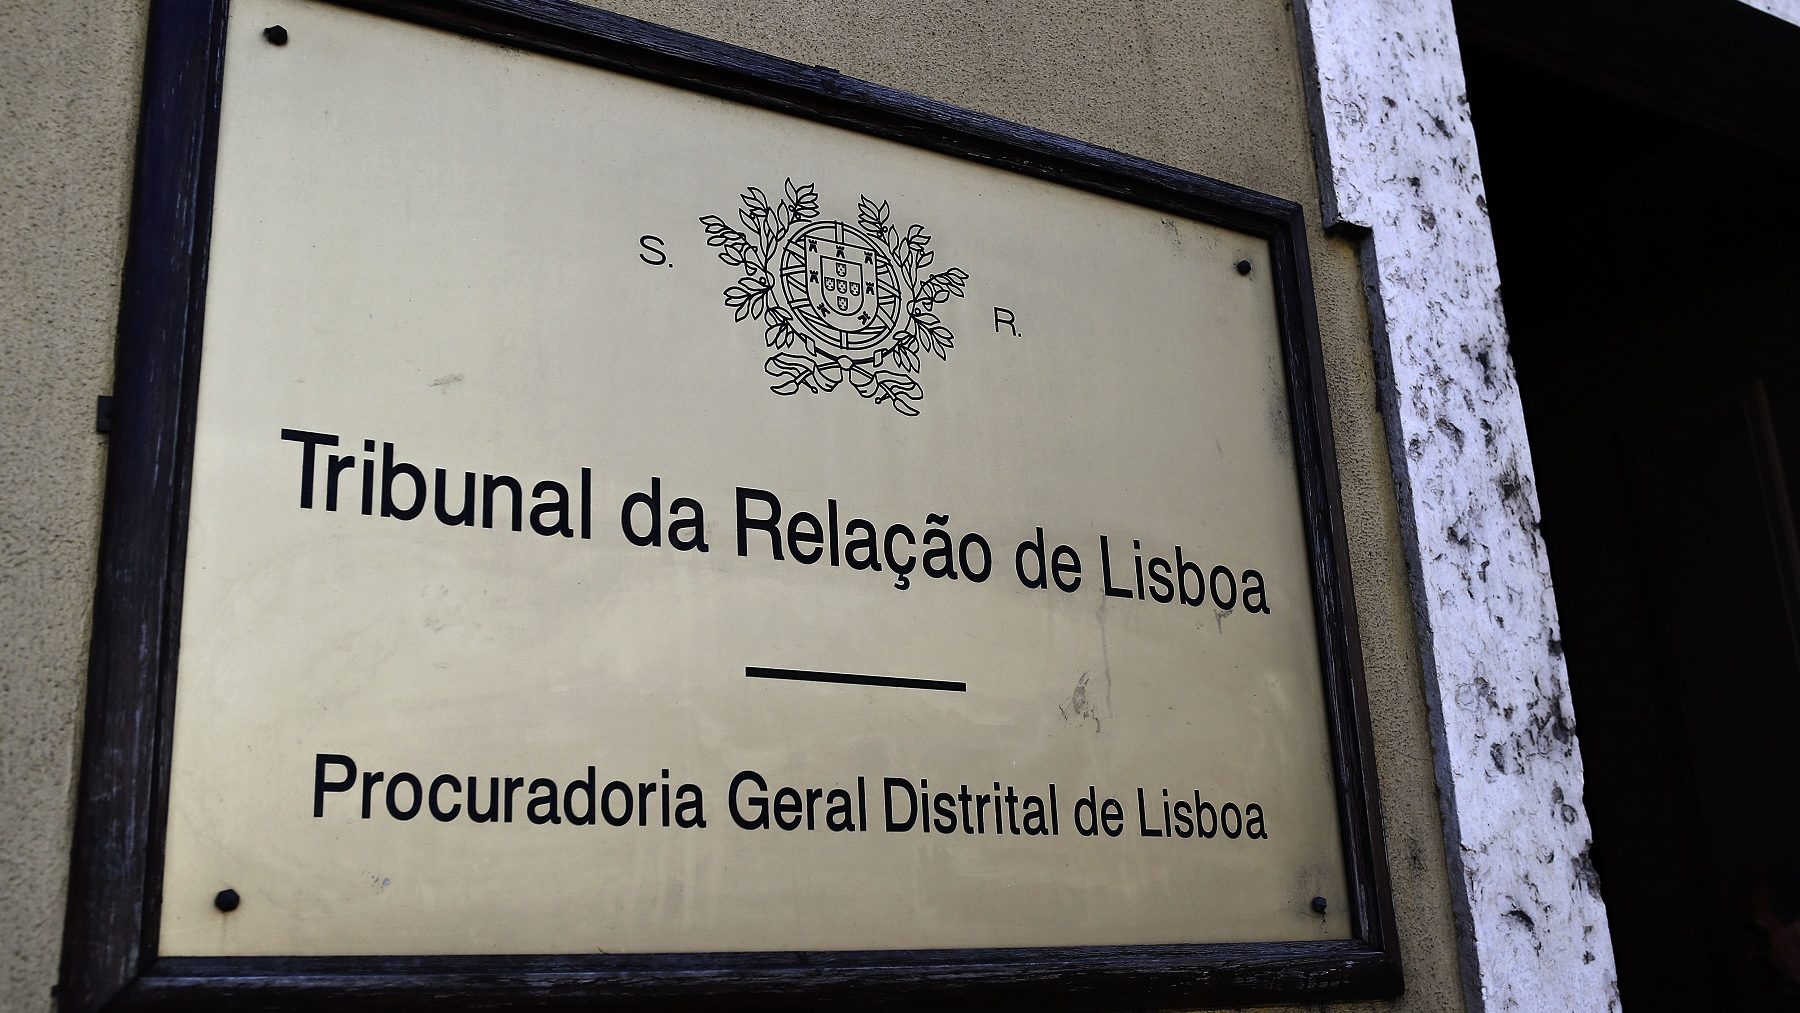 S. R.
Tribunal da Relação de Lisboa
Procuradoria Geral Distrital de Lisboa